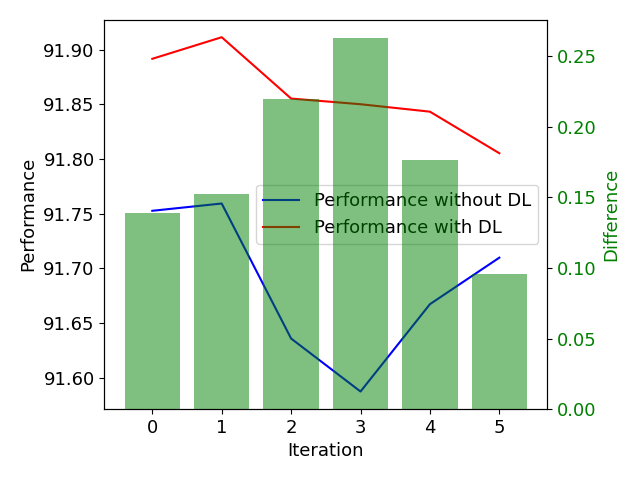 91.90
91.85
91.80
91.75
91.70
91.65
91.60
Performance
Performance without DL
Performance with DL
0.25
0.20
0.15
0.10
0.05
0.00
Difference
0 1 2 3 4 5
Iteration